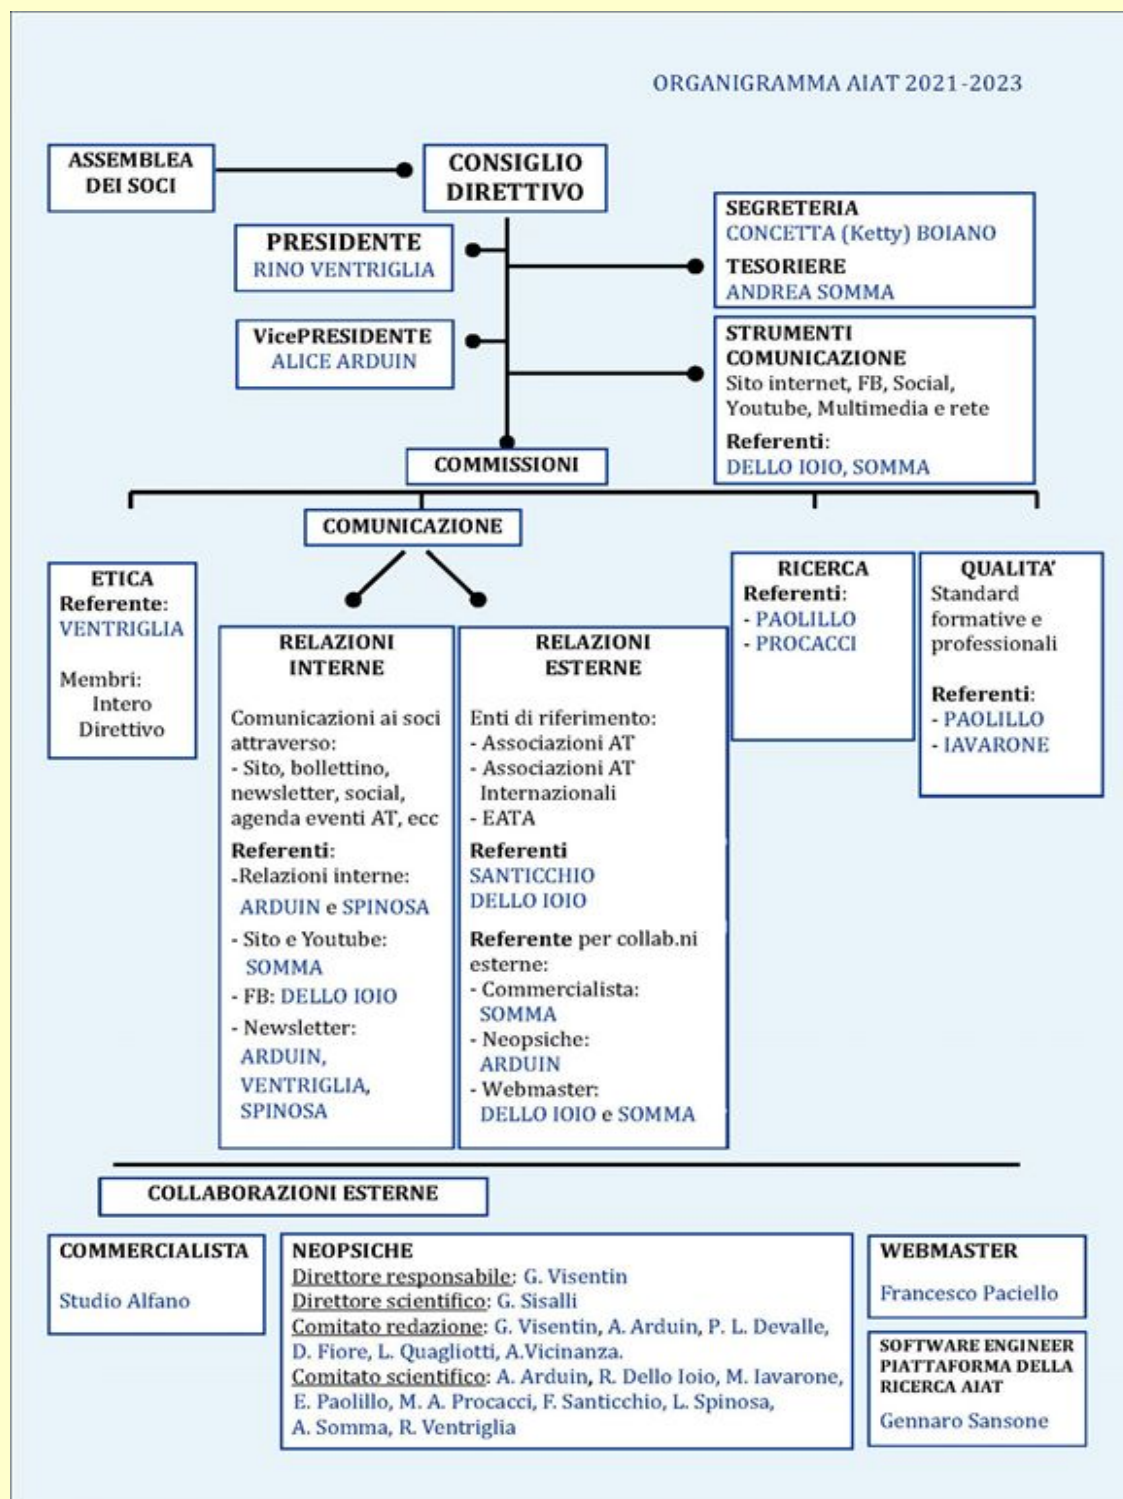 ORGANIGRAMMA AIAT 2021-2023
ASSEMBLEA
DEI SOCI
CONSIGLIO
DIRETTIVO
PRESIDENTE
RINO VENTRIGLIA
SEGRETERIA
CONCETTA (Ketty) BOIANO
TESORIERE
ANDREA SOMMA
VicePRESIDENTE
ALICE ARDUIN
STRUMENTI
COMUNICAZIONE
Sito internet, FB, Social,
Youtube, Multimedia e rete
Referenti:
DELLO IOIO, SOMMA
COMMISSIONI
COMUNICAZIONE
ETICA
Referente:
VENTRIGLIA
Membri:
Intero
Direttivo
RELAZIONI
INTERNE
Comunicazioni ai soci
attraverso:
- Sito, bollettino,
newsletter, social,
agenda eventi AT, ecc
Referenti:
-Relazioni interne:
ARDUIN e SPINOSA
- Sito e Youtube:
SOMMA
- FB: DELLO IOIO
- Newsletter:
ARDUIN,
VENTRIGLIA,
SPINOSA
RELAZIONI
ESTERNE
Enti di riferimento:
- Associazioni AT
- Associazioni AT
Internazionali
- EATA
Referenti
SANTICCHIO
DELLO IOIO
Referente per collab.ni
esterne:
- Commercialista:
SOMMA
- Neopsiche:
ARDUIN
- Webmaster:
DELLO IOIO e SOMMA
RICERCA
Referenti:
- PAOLILLO
- PROCACCI
QUALITA'
Standard
formative e
professionali
Referenti:
- PAOLILLO
- IAVARONE
COLLABORAZIONI ESTERNE
COMMERCIALISTA
Studio Alfano
NEOPSICHE
Direttore responsabile: G. Visentin
Direttore scientifico: G. Sisalli
Comitato redazione: G. Visentin, A. Arduin, P. L. Devalle,
D. Fiore, L. Quagliotti, A.Vicinanza.
Comitato scientifico: A. Arduin, R. Dello Ioio, M. Iavarone,
E. Paolillo, M. A. Procacci, F. Santicchio, L. Spinosa,
A. Somma, R. Ventriglia
WEBMASTER
Francesco Paciello
SOFTWARE ENGINEER
PIATTAFORMA DELLA
RICERCA AIAT
Gennaro Sansone